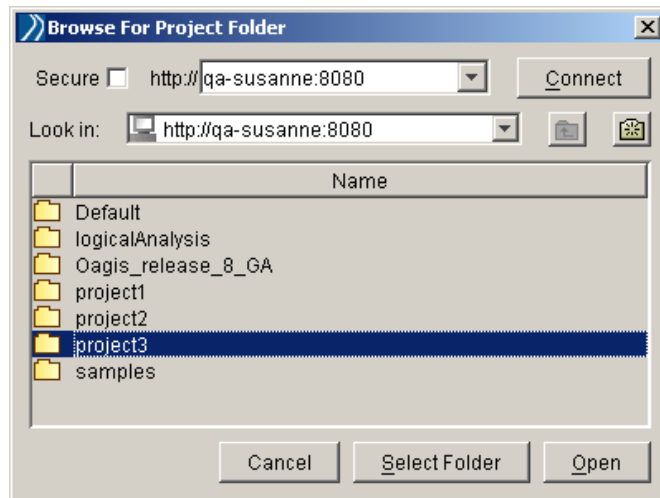 Browse For Project Folder
Secure http:// qa-susanne:8080 Connect
Look in: http://qa-susanne:8080
Name
Default
logicalAnalysis
Oagis_release_8_GA
project1
project2
project3
samples
Cancel Select Folder Open